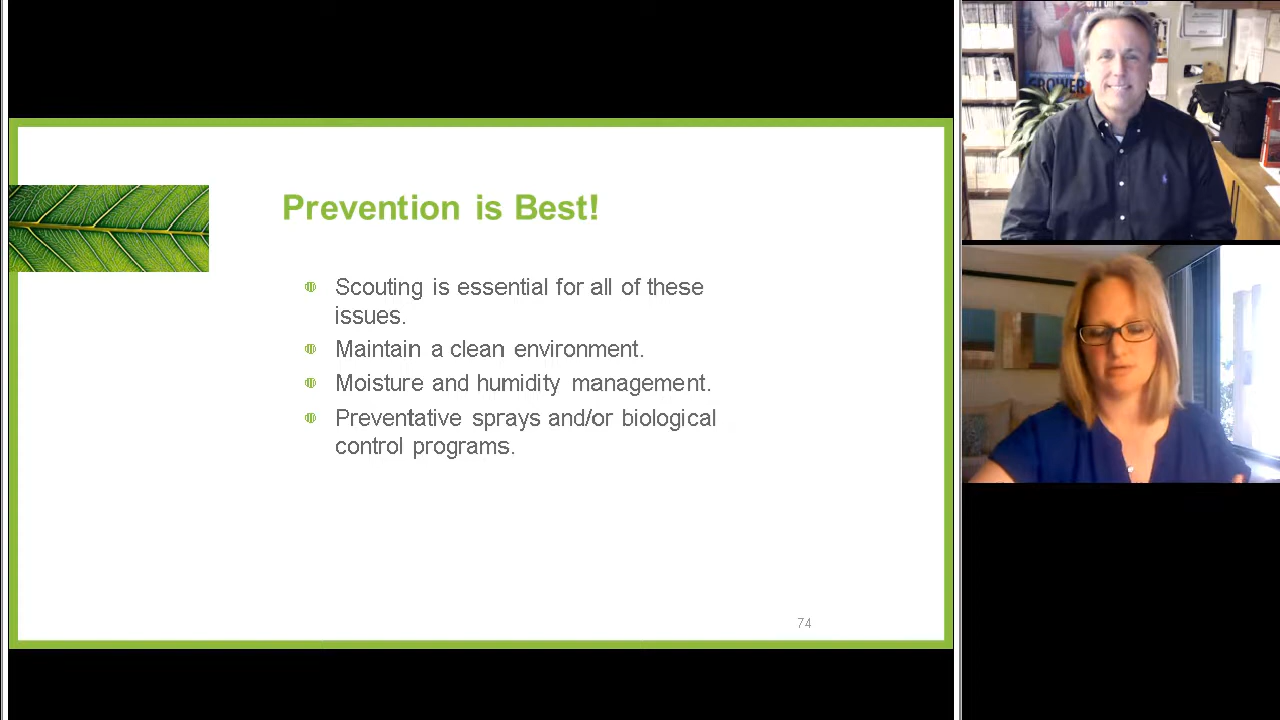 Prevention is Best!
Scouting is essential for all of these
issues.
Maintain a clean environment.
Moisture and humidity management.
Preventative sprays and/or biological
control programs.
74
GROWER